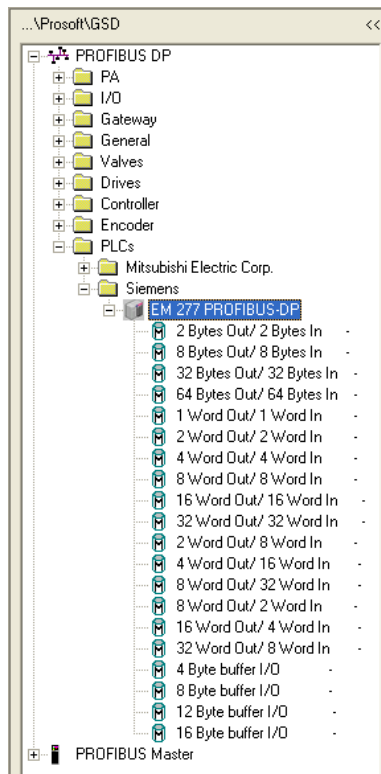 ...\Prosoft\GSD <<
PROFIBUS DP
PA
I/O
Gateway
General
Valves
Drives
Controller
Encoder
PLCs
Mitsubishi Electric Corp.
Siemens
EM 277 PROFIBUS-DP
2 Bytes Out/ 2 Bytes In -
8 Bytes Out/ 8 Bytes In -
32 Bytes Out/ 32 Bytes In -
64 Bytes Out/ 64 Bytes In -
1 Word Out/ 1 Word In -
2 Word Out/ 2 Word In -
4 Word Out/ 4 Word In -
8 Word Out/ 8 Word In -
16 Word Out/ 16 Word In -
32 Word Out/ 32 Word In -
2 Word Out/ 8 Word In -
4 Word Out/ 16 Word In -
8 Word Out/ 32 Word In -
8 Word Out/ 2 Word In -
16 Word Out/ 4 Word In -
32 Word Out/ 8 Word In -
4 Byte buffer I/O -
8 Byte buffer I/O -
12 Byte buffer I/O -
16 Byte buffer I/O -
PROFIBUS Master